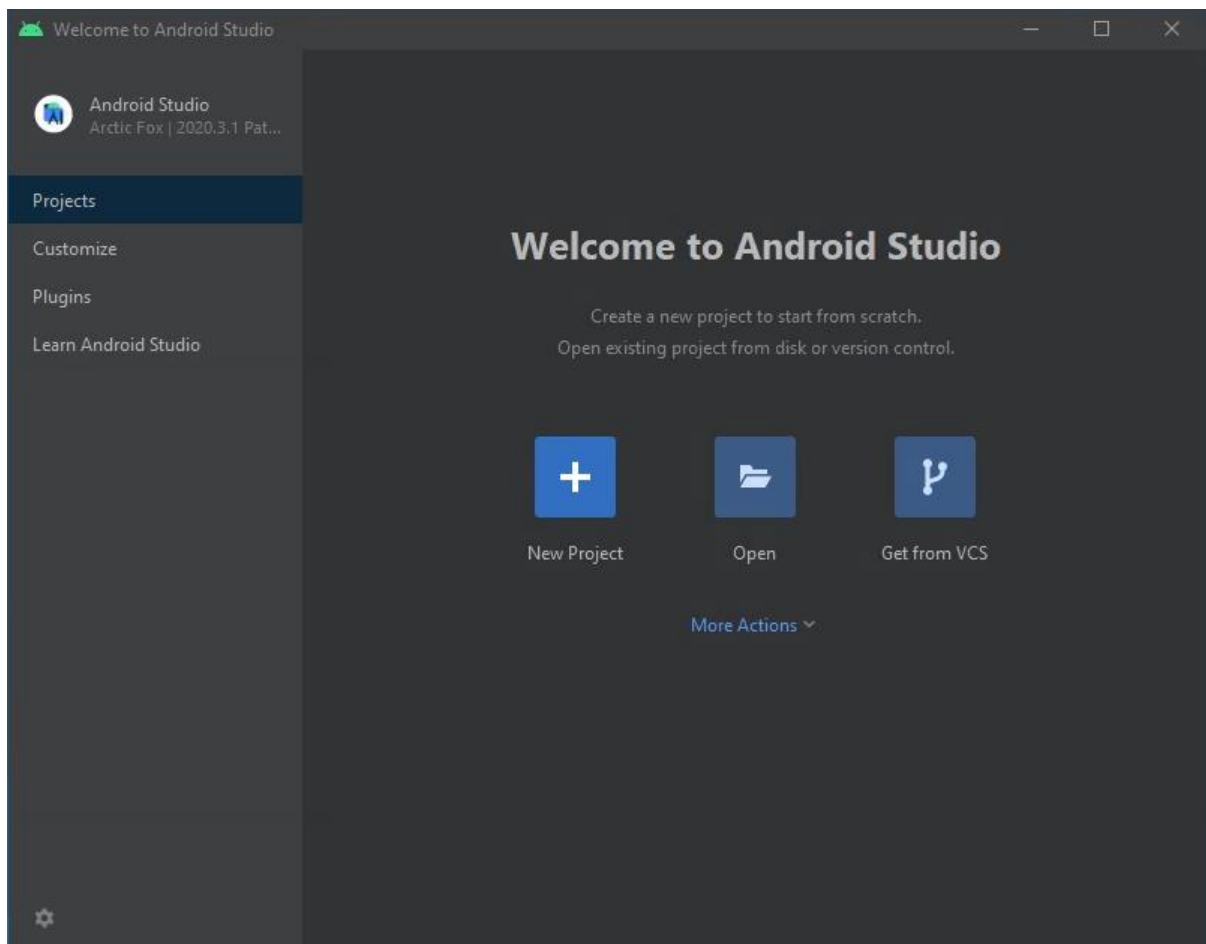 Welcome to Android Studio
Android Studio
Arctic Fox | 2020.3.1 Pat...
Projects
Customize
Plugins
Learn Android Studio
Welcome to Android Studio
Create a new project to start from scratch.
Open existing project from disk or version control.
New Project
Open
Get from VCS
More Actions